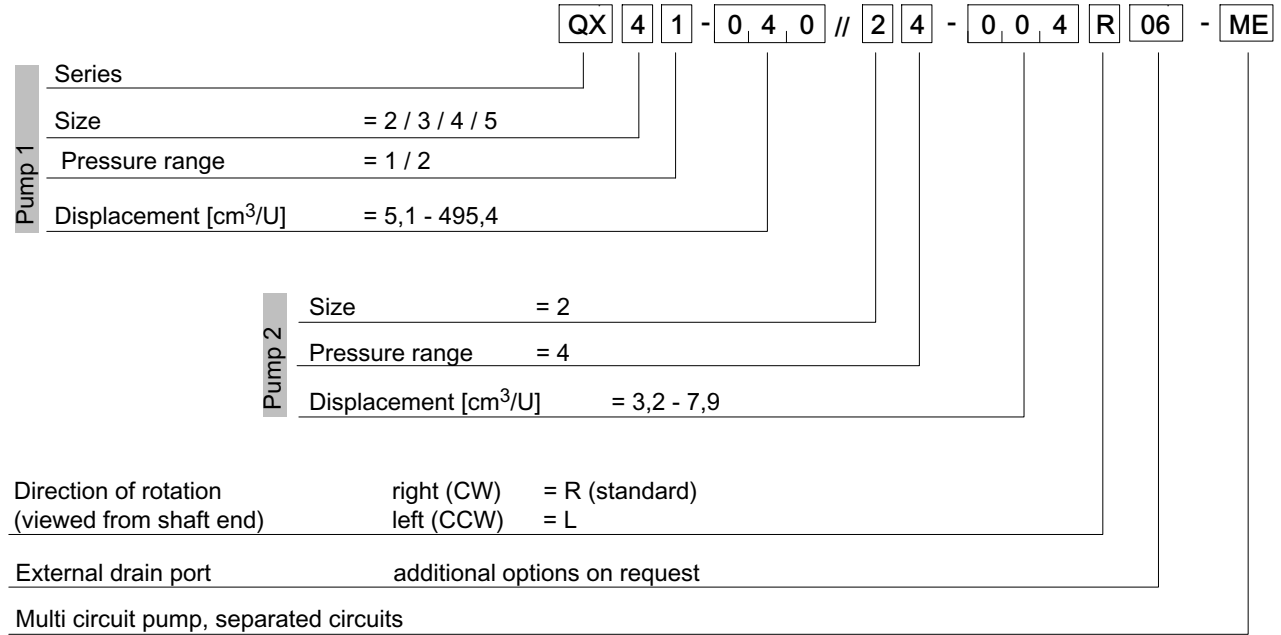 QX 4 1 - 0 4 0 // 2 4 - 0 0 4 R 06 - ME
Pump 1
Series
Size = 2 / 3 / 4 / 5
Pressure range = 1 / 2
Displacement [cm³/U] = 5,1 - 495,4
Pump 2
Size = 2
Pressure range = 4
Displacement [cm³/U] = 3,2 - 7,9
Direction of rotation right (CW) = R (standard)
(viewed from shaft end) left (CCW) = L
External drain port additional options on request
Multi circuit pump, separated circuits